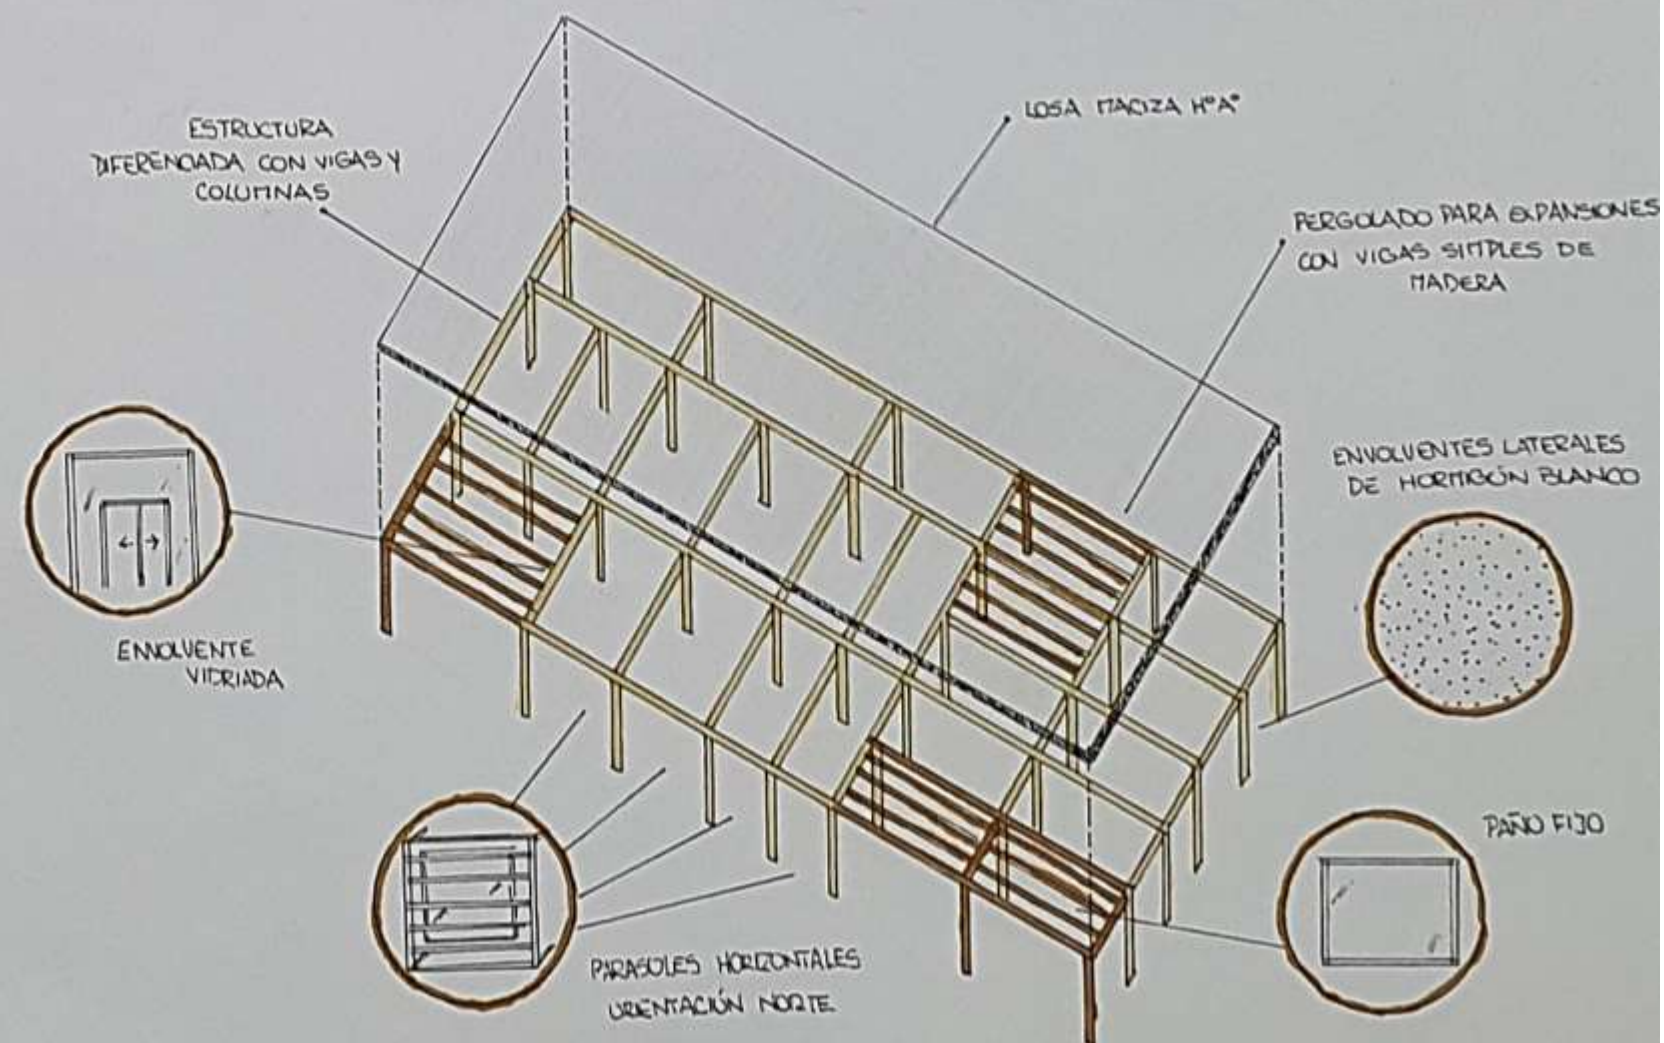 ESTRUCTURA
DIFERENCIADA CON VIGAS Y
COLUMNAS
LOSA MACIZA HºAº
PERGOLADO PARA EXPANSIONES
CON VIGAS SIMPLES DE
MADERA
ENVOLVENTES LATERALES
DE HORMIGÓN BLANCO
ENVOLVENTE
VIDRIADA
PAÑO FIJO
PARASOLES HORIZONTALES
ORIENTACIÓN NORTE